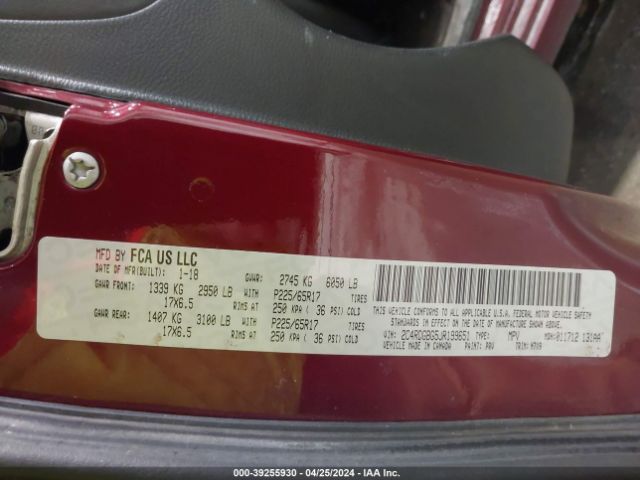 MFD BY FCA US LLC
DATE OF MFR(BUILT): 1-18 GVWR: 2745 KG 6050 LB
GAWR FRONT: 1339 KG 2950 LB WITH P225/65R17 TIRES
17X6.5 RIMS AT 250 KPA ( 36 PSI) COLD
GAWR REAR: 1407 KG 3100 LB WITH P225/65R17 TIRES
17X6.5 RIMS AT 250 KPA ( 36 PSI) COLD
THIS VEHICLE CONFORMS TO ALL APPLICABLE U.S.A. FEDERAL MOTOR VEHICLE SAFETY
STANDARDS IN EFFECT ON THE DATE OF MANUFACTURE SHOWN ABOVE.
VIN: 2C4RDGBG5JR199651 TYPE: MPV MDH:011712 131AA
VEHICLE MADE IN CANADA PAINT: PRV TRIM:
000-39255930 - 04/25/2024 - IAA Inc.